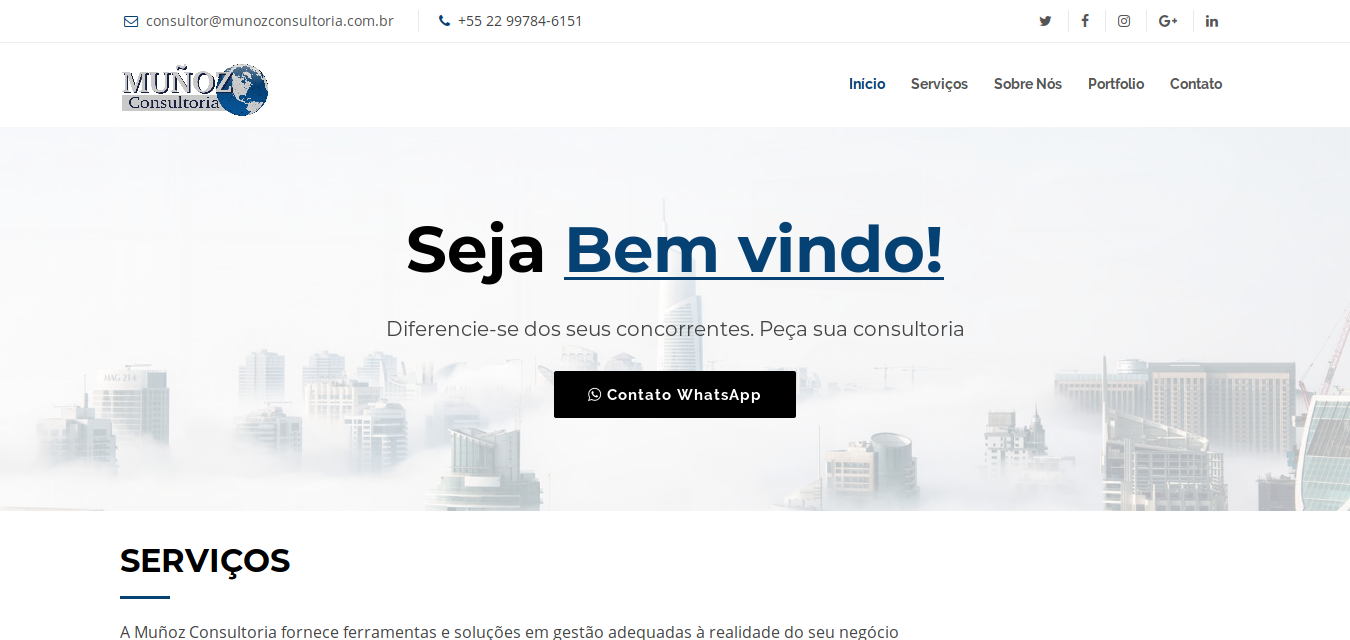 consultor@munozconsultoria.com.br
+55 22 99784-6151
MUÑOZ
Consultoria
Início Serviços Sobre Nós Portfolio Contato
Seja Bem vindo!
Diferencie-se dos seus concorrentes. Peça sua consultoria
Contato WhatsApp
SERVIÇOS
A Muñoz Consultoria fornece ferramentas e soluções em gestão adequadas à realidade do seu negócio